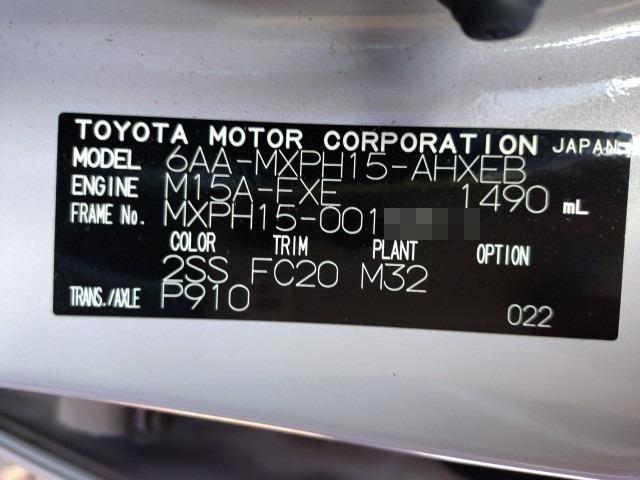 TOYOTA MOTOR CORPORATION JAPAN
MODEL 6AA-MXPH15-AHXEB
ENGINE M15A-FXE 1490 mL
FRAME No. MXPH15-001
COLOR TRIM PLANT OPTION
2SS FC20 M32
TRANS./AXLE P910
022